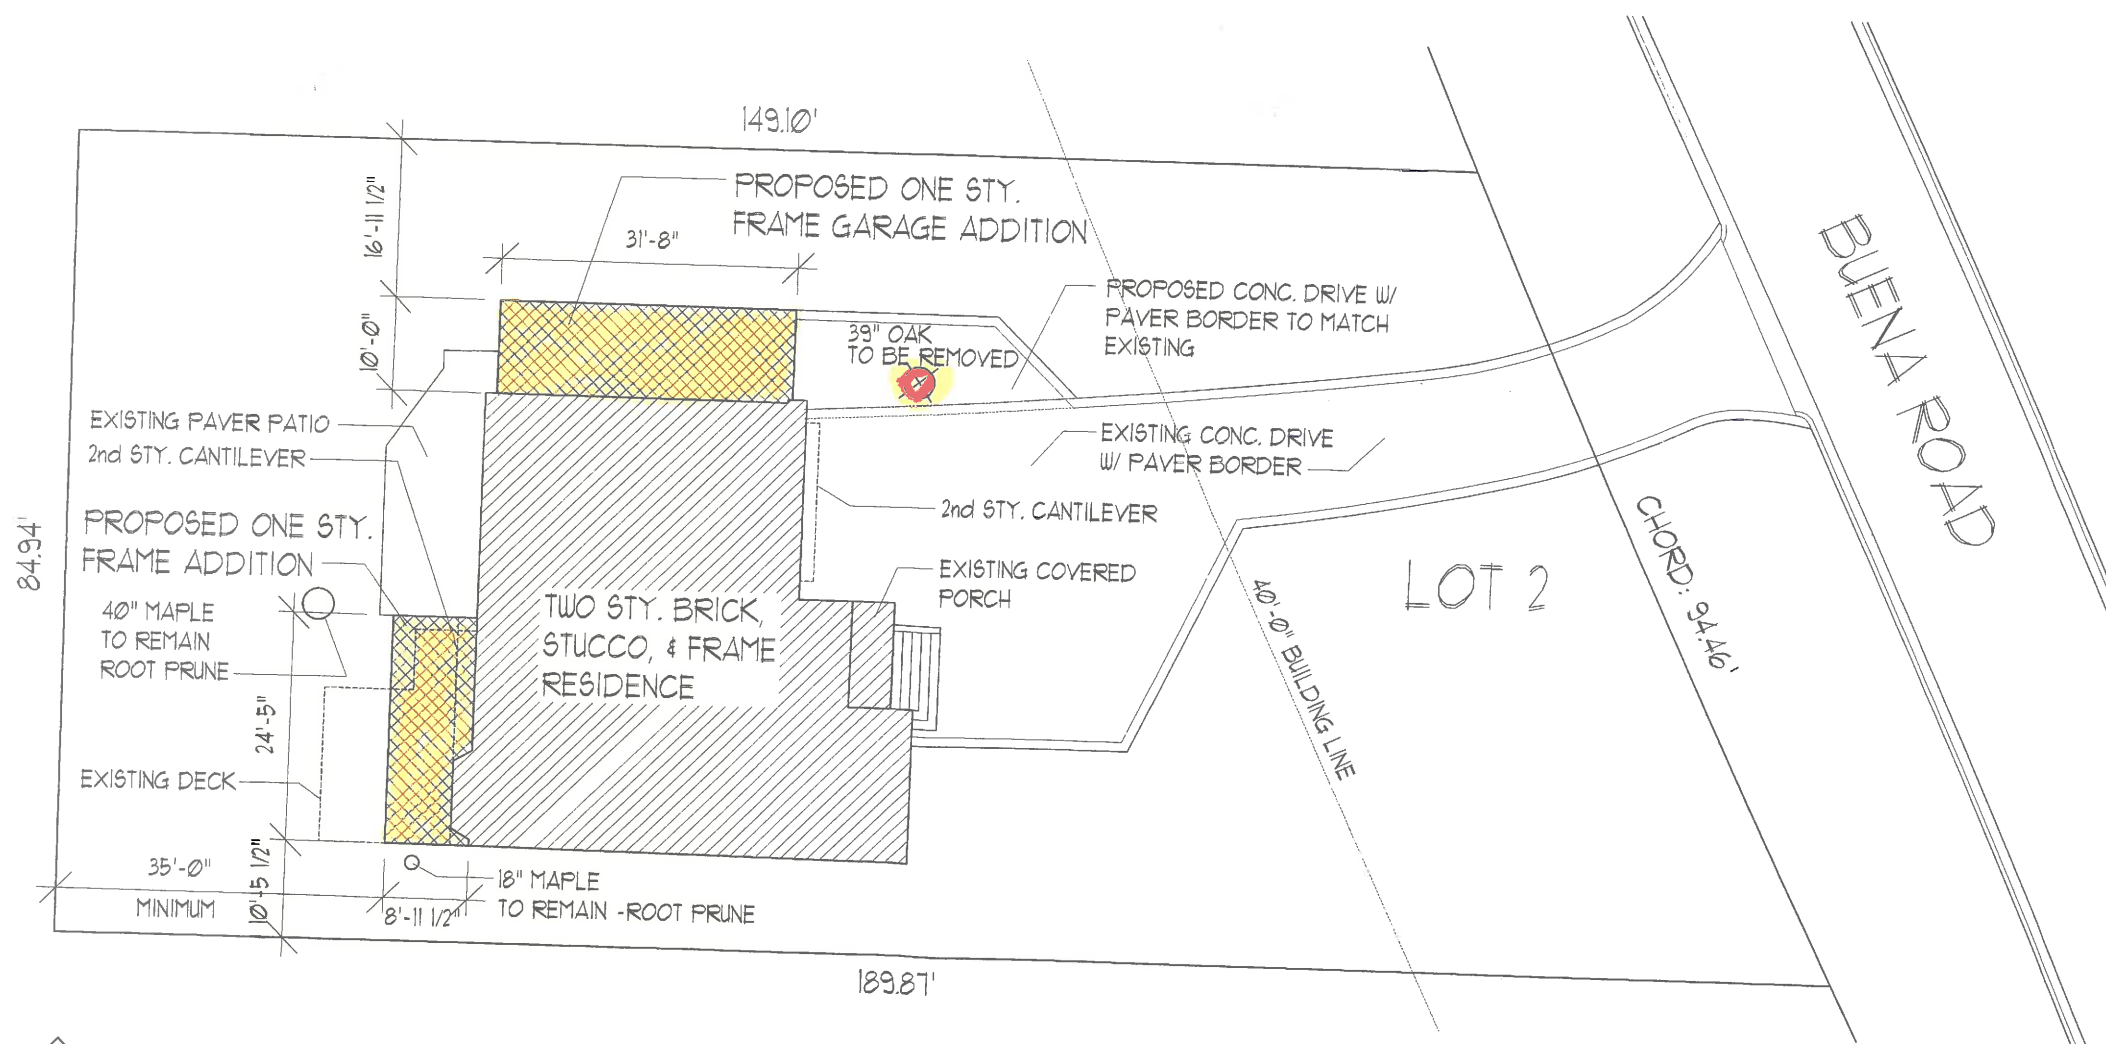 149.10'
16'-11 1/2"
PROPOSED ONE STY.
FRAME GARAGE ADDITION
31'-8"
10'-0"
39" OAK
TO BE REMOVED
PROPOSED CONC. DRIVE W/
PAVER BORDER TO MATCH
EXISTING
BUENA ROAD
EXISTING PAVER PATIO
2nd STY. CANTILEVER
EXISTING CONC. DRIVE
W/ PAVER BORDER
2nd STY. CANTILEVER
PROPOSED ONE STY.
FRAME ADDITION
84.94'
40" MAPLE
TO REMAIN
ROOT PRUNE
TWO STY. BRICK,
STUCCO, & FRAME
RESIDENCE
EXISTING COVERED
PORCH
LOT 2
CHORD: 94.46'
40'-0" BUILDING LINE
24'-5"
EXISTING DECK
35'-0"
MINIMUM
10'-5 1/2"
8'-11 1/2"
18" MAPLE
TO REMAIN -ROOT PRUNE
189.87'